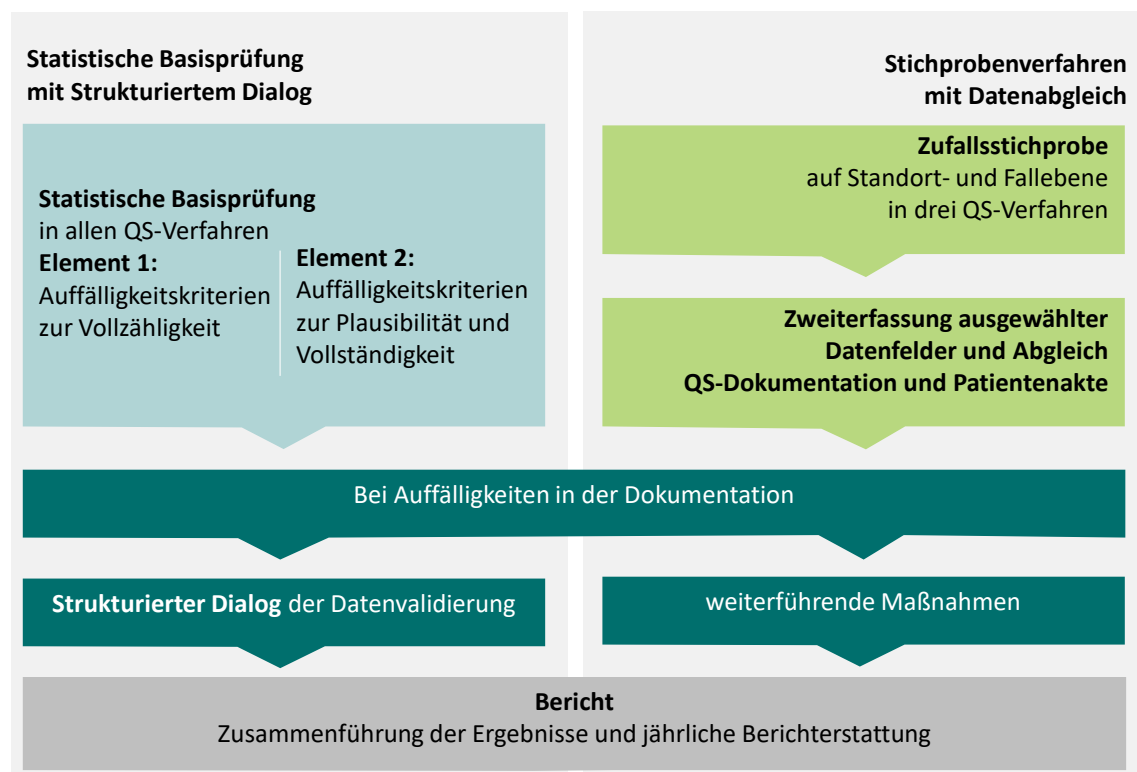 Statistische Basisprüfung
mit Strukturiertem Dialog
Statistische Basisprüfung
in allen QS-Verfahren
Element 1:
Auffälligkeitskriterien
zur Vollzähligkeit
Element 2:
Auffälligkeitskriterien
zur Plausibilität und
Vollständigkeit
Stichprobenverfahren
mit Datenabgleich
Zufallsstichprobe
auf Standort- und Fallebene
in drei QS-Verfahren
Zweiterfassung ausgewählter
Datenfelder und Abgleich
QS-Dokumentation und Patientenakte
Bei Auffälligkeiten in der Dokumentation
Strukturierter Dialog der Datenvalidierung
weiterführende Maßnahmen
Bericht
Zusammenführung der Ergebnisse und jährliche Berichterstattung